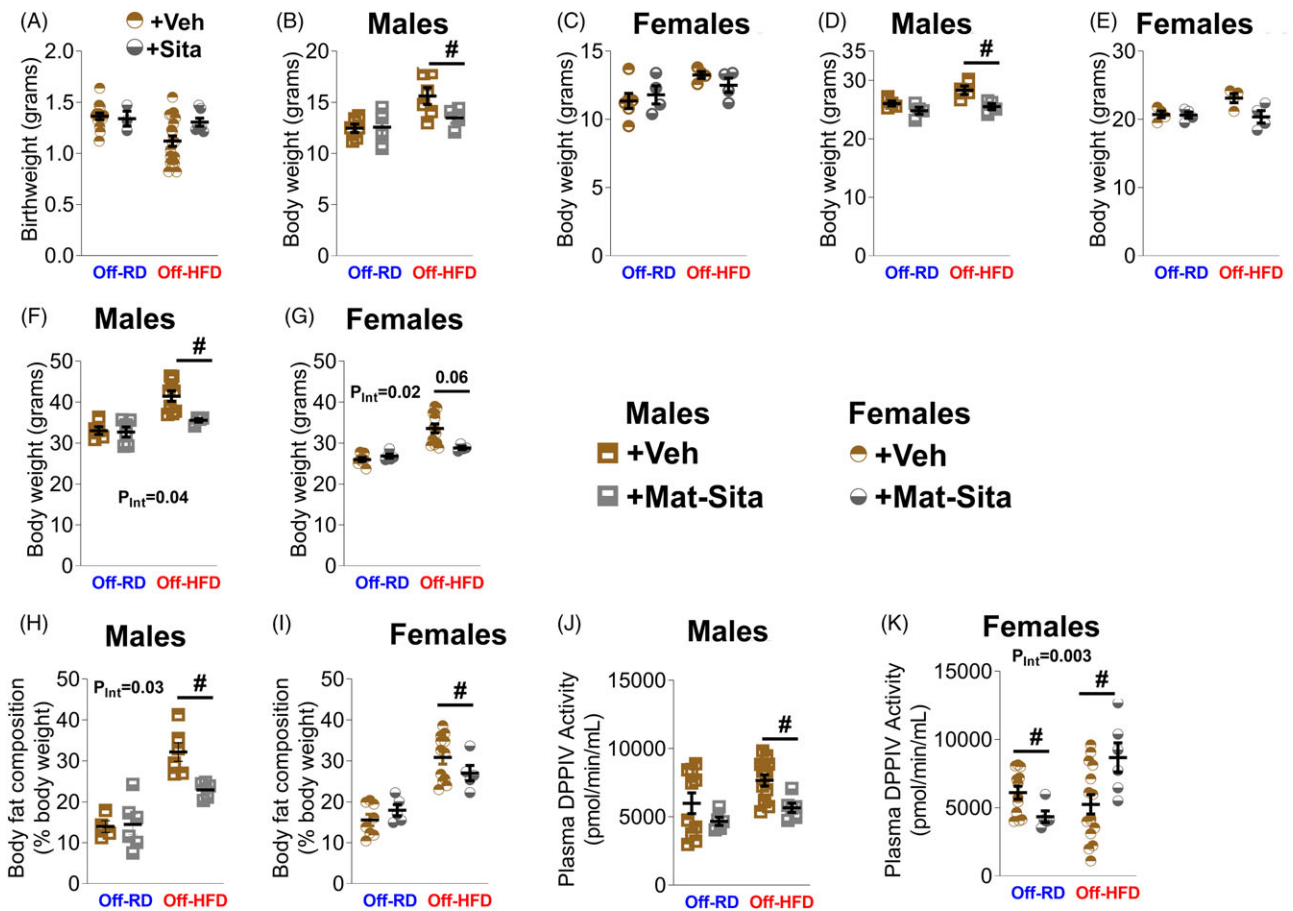 (A)
+Veh
+Sita
Birthweight (grams)
2.0
1.5
1.0
0.5
0.0
Off-RD Off-HFD
(B)
Males
#
Body weight (grams)
20
15
10
5
0
Off-RD Off-HFD
(C)
Females
Body weight (grams)
15
10
5
0
Off-RD Off-HFD
(D)
Males
#
Body weight (grams)
35
30
25
20
15
10
5
0
Off-RD Off-HFD
(E)
Females
Body weight (grams)
30
20
10
0
Off-RD Off-HFD
(F)
Males
#
Body weight (grams)
50
40
30
20
10
0
PInt=0.04
Off-RD Off-HFD
(G)
Females
PInt=0.02
0.06
Body weight (grams)
50
40
30
20
10
0
Off-RD Off-HFD
Males
+Veh
+Mat-Sita
Females
+Veh
+Mat-Sita
(H)
Males
PInt=0.03
#
Body fat composition
(% body weight)
50
40
30
20
10
0
Off-RD Off-HFD
(I)
Females
#
Body fat composition
(% body weight)
50
40
30
20
10
0
Off-RD Off-HFD
(J)
Males
#
Plasma DPPIV Activity
(pmol/min/mL)
15000
10000
5000
0
Off-RD Off-HFD
(K)
Females
PInt=0.003
#
#
Plasma DPPIV Activity
(pmol/min/mL)
15000
10000
5000
0
Off-RD Off-HFD